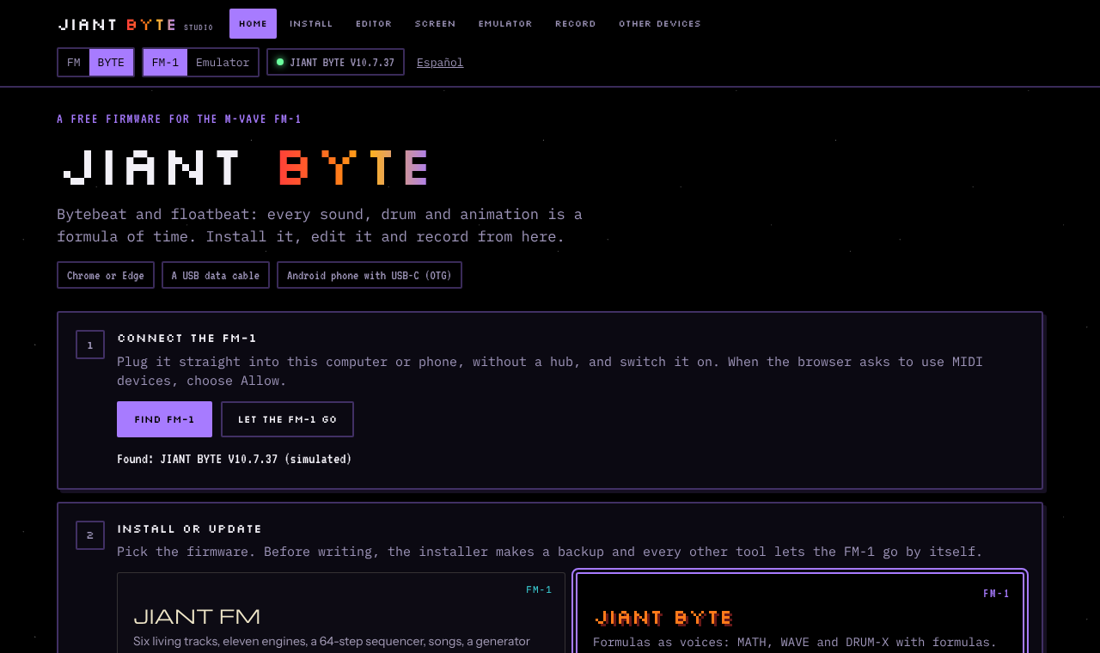 JIANT BYTE STUDIO HOME INSTALL EDITOR SCREEN EMULATOR RECORD OTHER DEVICES
FM BYTE FM-1 Emulator JIANT BYTE V10.7.37 Español
A FREE FIRMWARE FOR THE M-VAVE FM-1
JIANT BYTE
Bytebeat and floatbeat: every sound, drum and animation is a
formula of time. Install it, edit it and record from here.
Chrome or Edge A USB data cable Android phone with USB-C (OTG)
1 CONNECT THE FM-1
Plug it straight into this computer or phone, without a hub, and switch it on. When the browser asks to use MIDI
devices, choose Allow.
FIND FM-1 LET THE FM-1 GO
Found: JIANT BYTE V10.7.37 (simulated)
2 INSTALL OR UPDATE
Pick the firmware. Before writing, the installer makes a backup and every other tool lets the FM-1 go by itself.
FM-1
JIANT FM
Six living tracks, eleven engines, a 64-step sequencer, songs, a generator
FM-1
JIANT BYTE
Formulas as voices: MATH, WAVE and DRUM-X with formulas.